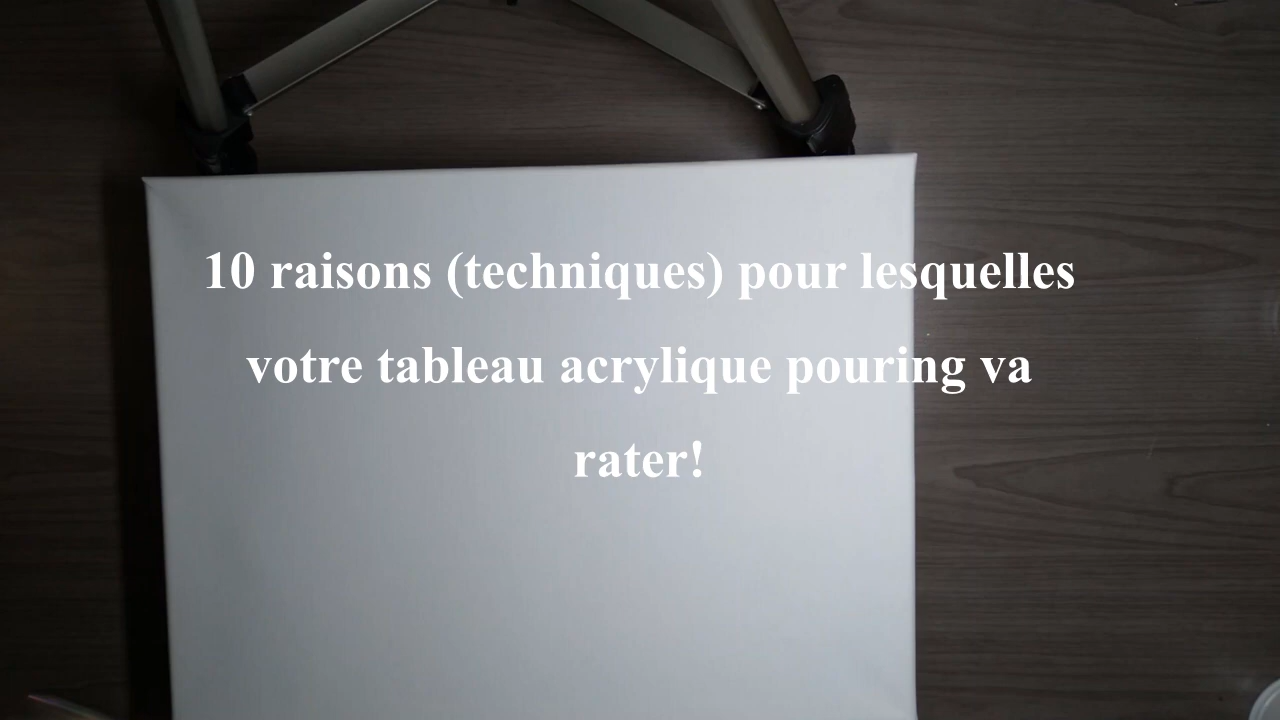 10 raisons (techniques) pour lesquelles
votre tableau acrylique pouring va
rater!